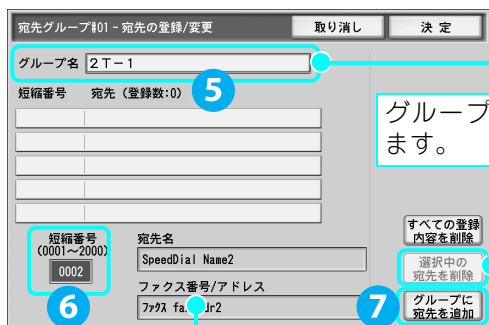 宛先グループ#01 - 宛先の登録/変更
取り消し
決 定
グループ名
2T-1
短縮番号 宛先 (登録数:0)
5
グループ
ます。
短縮番号
(0001~2000)
0002
6
宛先名
SpeedDial Name2
ファクス番号/アドレス
ファクス
すべての登録
内容を削除
選択中の
宛先を削除
7
グループに
宛先を追加